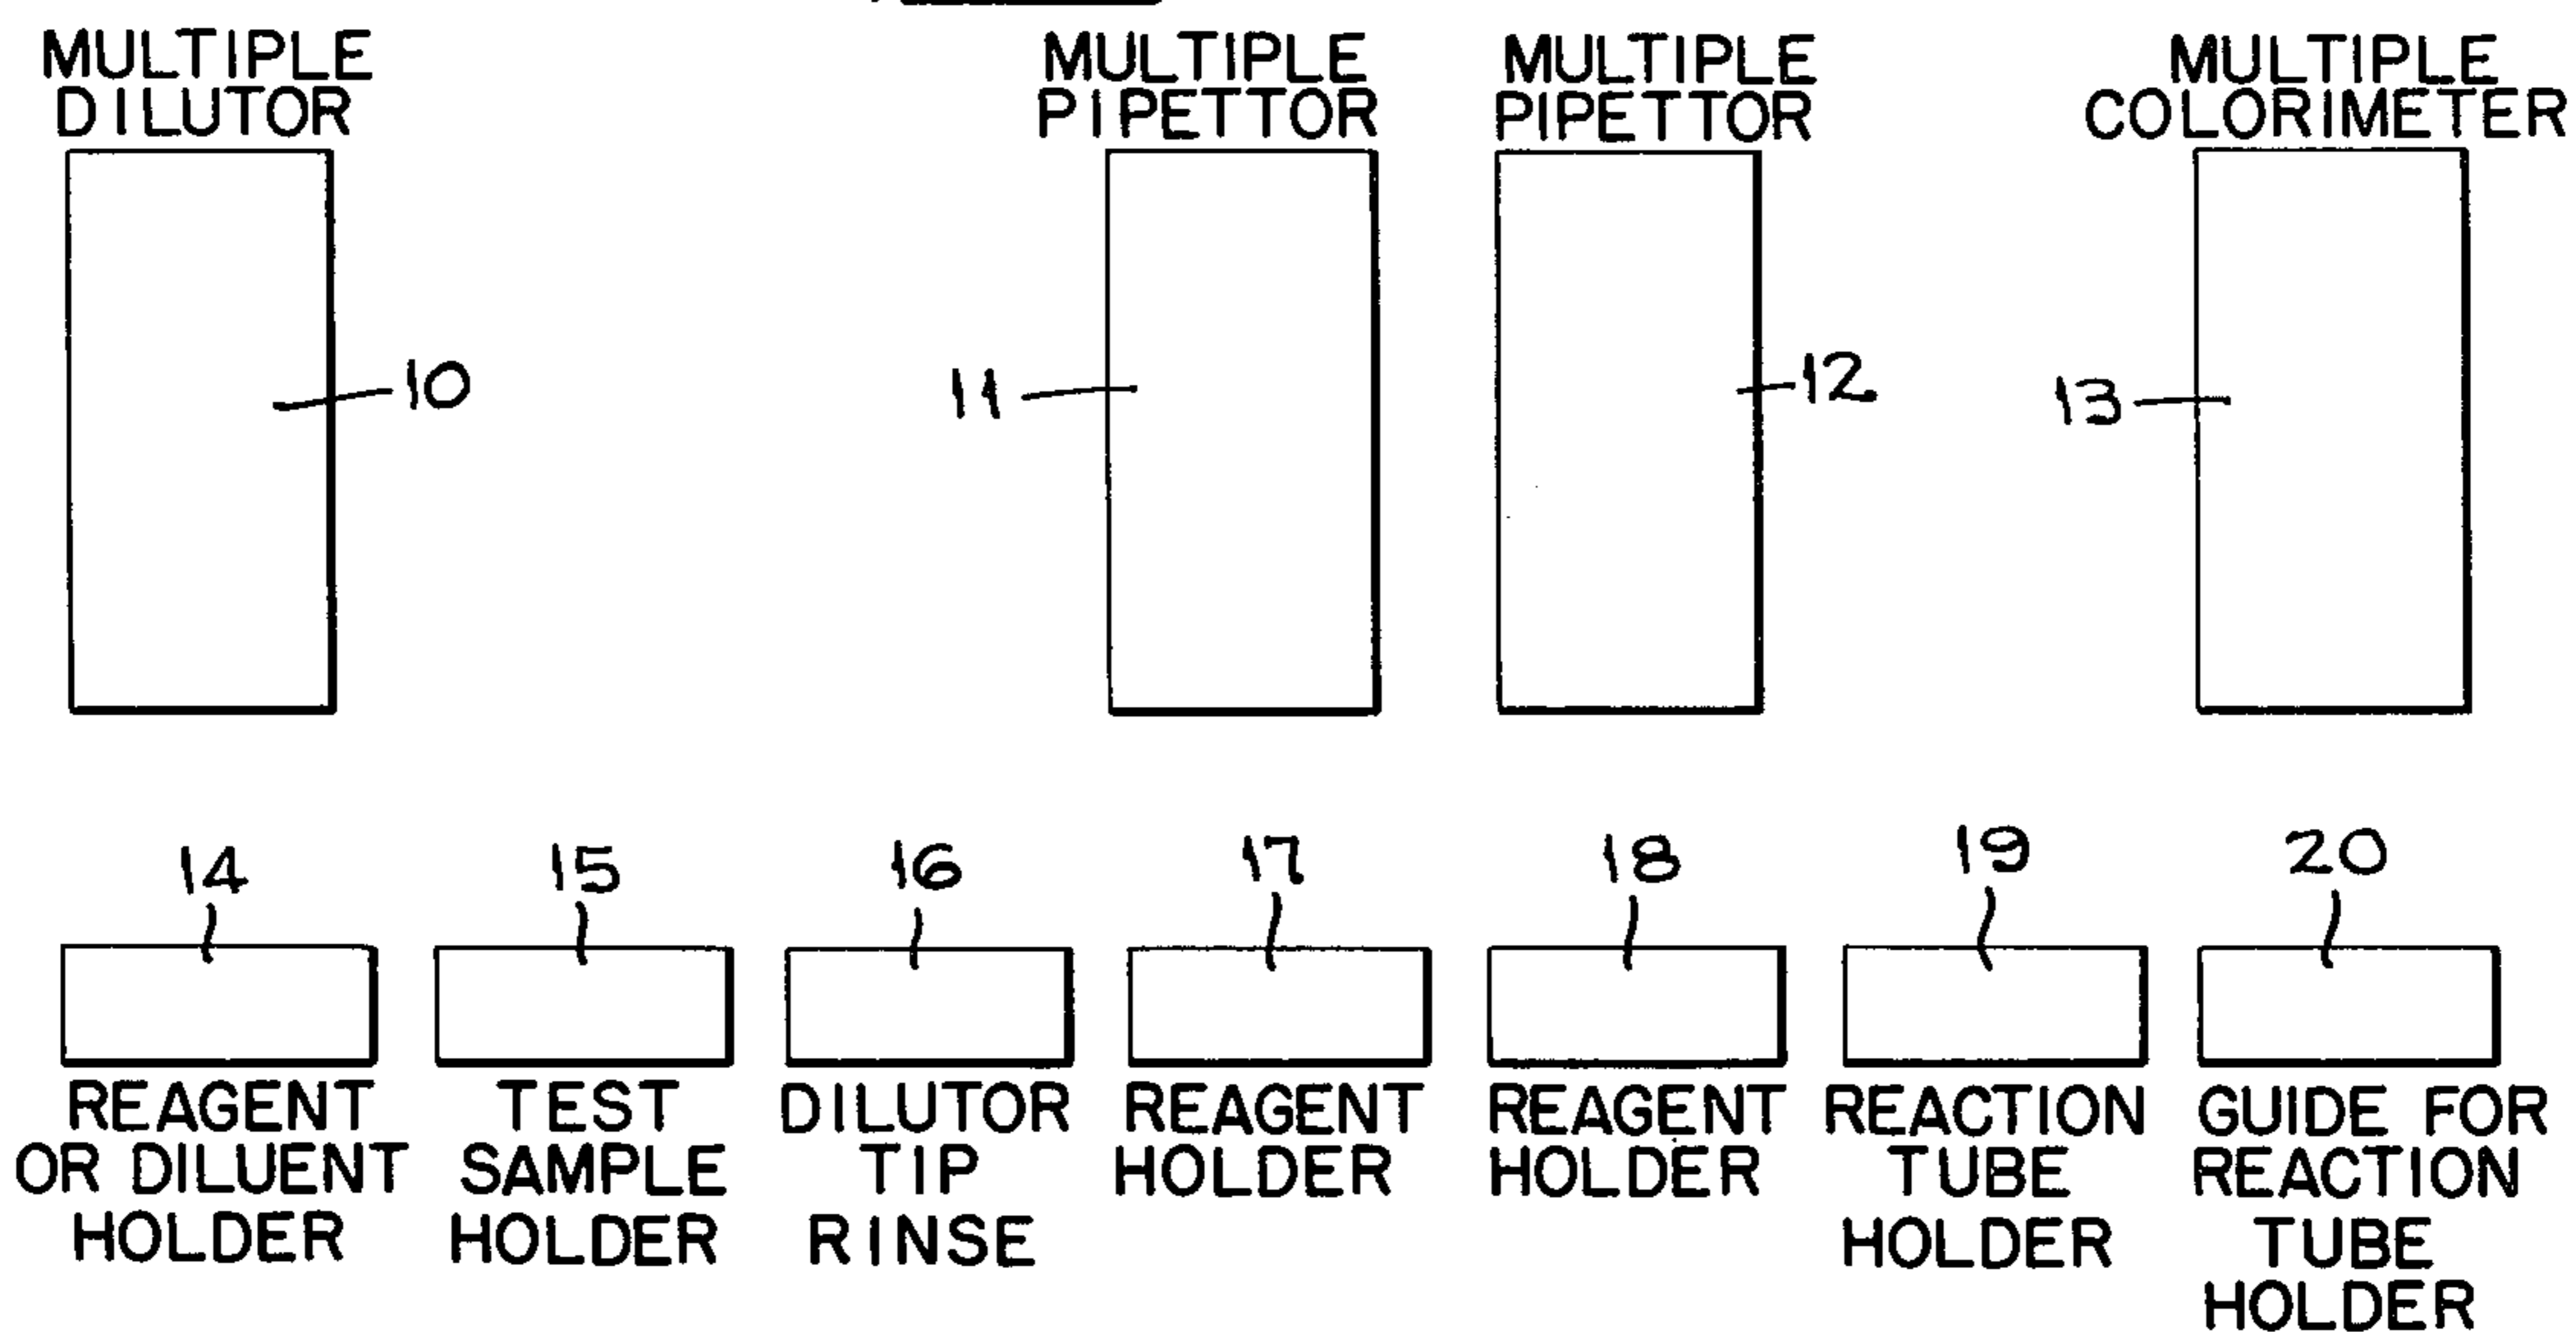 MULTIPLE
DILUTOR
MULTIPLE
PIPETTOR
MULTIPLE
PIPETTOR
MULTIPLE
COLORIMETER
10
11
12
13
14
15
16
17
18
19
20
REAGENT
OR DILUENT
HOLDER
TEST
SAMPLE
HOLDER
DILUTOR
TIP
RINSE
REAGENT
HOLDER
REAGENT
HOLDER
REACTION
TUBE
HOLDER
GUIDE FOR
REACTION
TUBE
HOLDER